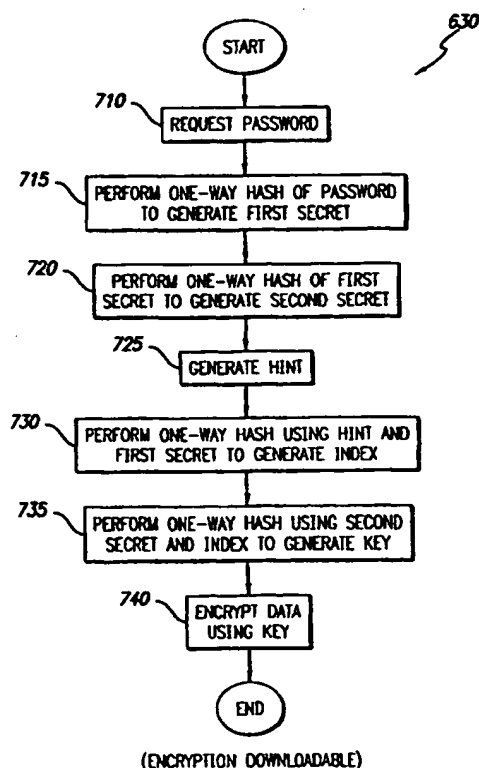 630
START
710
REQUEST PASSWORD
715
PERFORM ONE-WAY HASH OF PASSWORD
TO GENERATE FIRST SECRET
720
PERFORM ONE-WAY HASH OF FIRST
SECRET TO GENERATE SECOND SECRET
725
GENERATE HINT
730
PERFORM ONE-WAY HASH USING HINT AND
FIRST SECRET TO GENERATE INDEX
735
PERFORM ONE-WAY HASH USING SECOND
SECRET AND INDEX TO GENERATE KEY
740
ENCRYPT DATA
USING KEY
END
(ENCRYPTION DOWNLOADABLE)